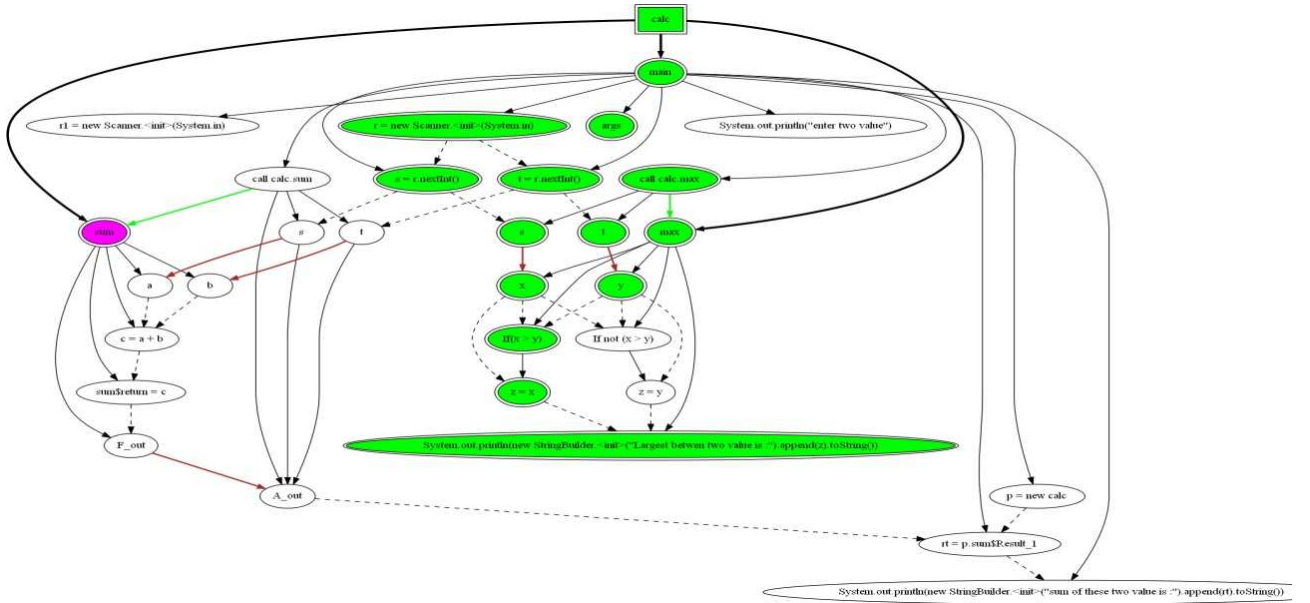 calc
main
r1 = new Scanner.<init>(System.in)
r = new Scanner.<init>(System.in)
args
System.out.println("enter two value")
call calc.sum
s = r.nextInt()
t = r.nextInt()
call calc.max
sum
s
t
s
t
max
a
b
x
y
c = a + b
If(x > y)
If not (x > y)
sum$return = c
z = x
z = y
F_out
System.out.println(new StringBuilder.<init>("Largest betwen two value is :").append(z).toString())
A_out
p = new calc
rt = p.sum$Result_1
System.out.println(new StringBuilder.<init>("sum of these two value is :").append(rt).toString())